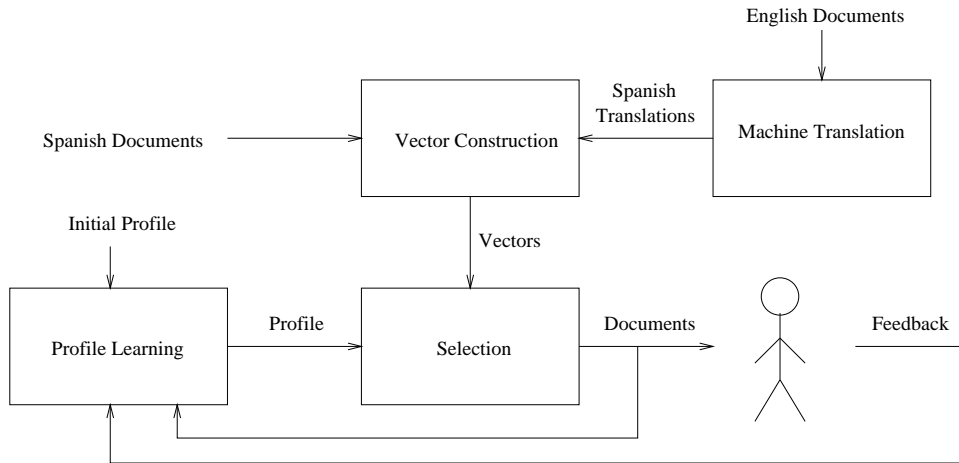 English Documents
Spanish
Translations
Machine Translation
Vector Construction
Spanish Documents
Initial Profile
Vectors
Profile
Documents
Feedback
Profile Learning
Selection